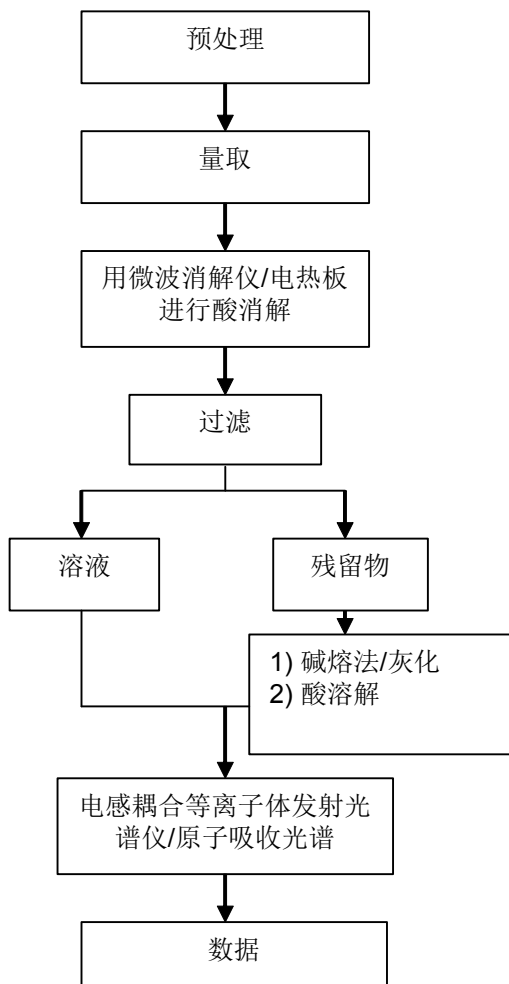 预处理
量取
用微波消解仪/电热板
进行酸消解
过滤
溶液
残留物
1) 碱熔法/灰化
2) 酸溶解
电感耦合等离子体发射光
谱仪/原子吸收光谱
数据